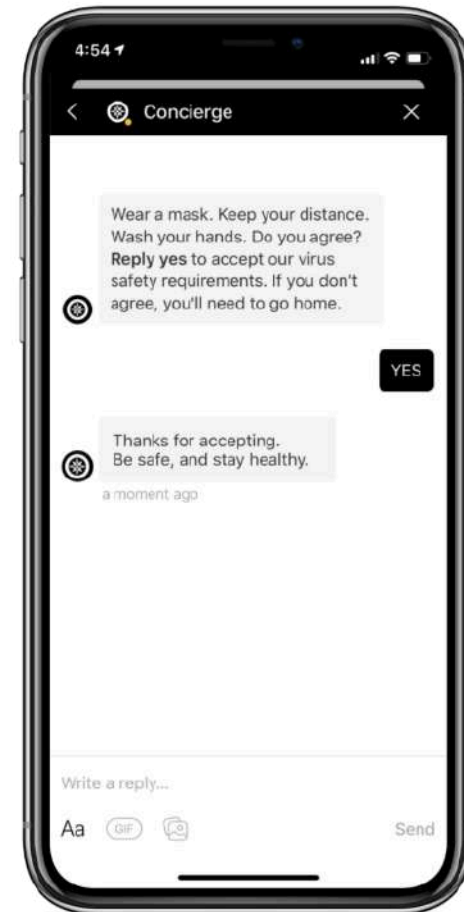 4:54
Concierge
Wear a mask. Keep your distance.
Wash your hands. Do you agree?
Reply yes to accept our virus
safety requirements. If you don't
agree, you'll need to go home.
YES
Thanks for accepting.
Be safe, and stay healthy.
a moment ago
Write a reply...
Aa GIF Send